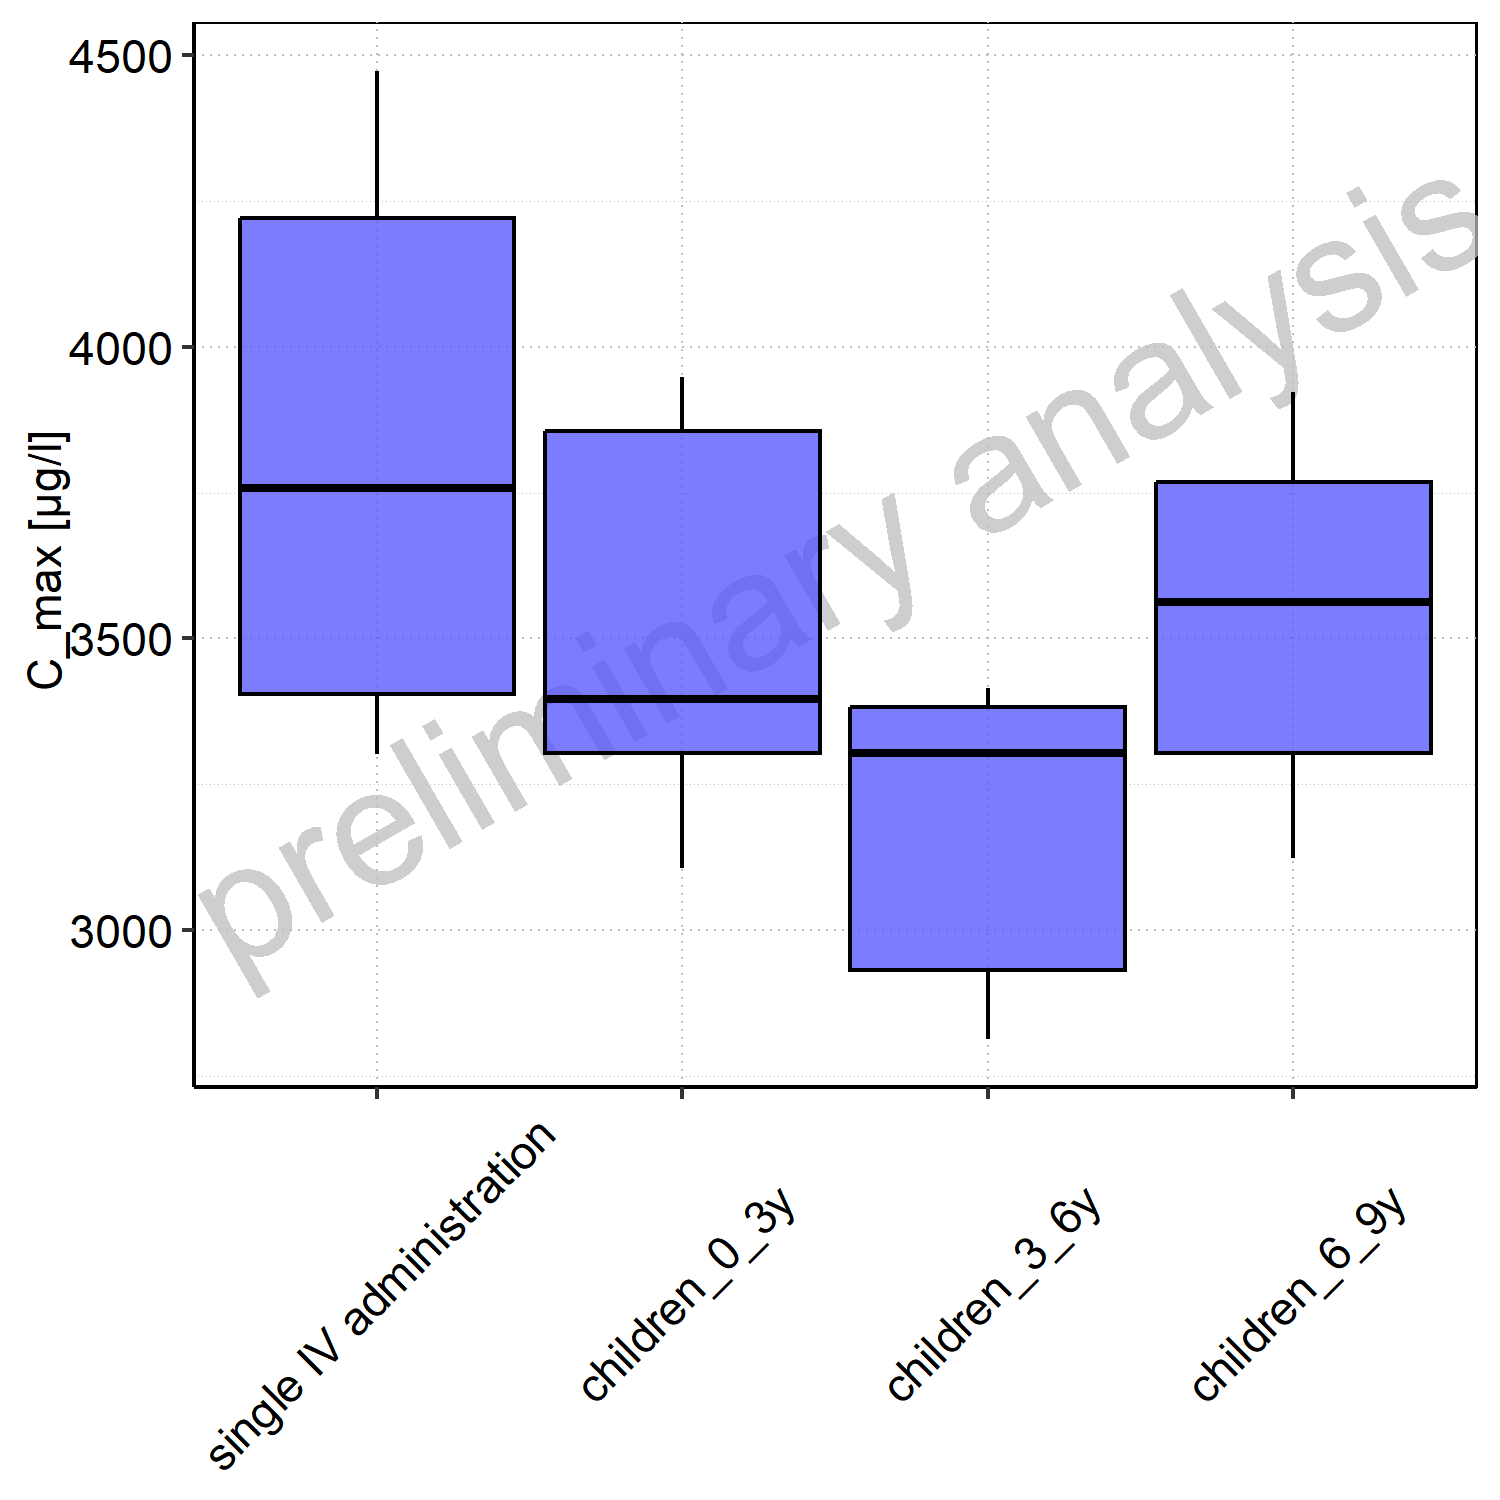 4500
4000
3500
3000
C_max [µg/l]
preliminary analysis
single IV administration
children_0_3y
children_3_6y
children_6_9y